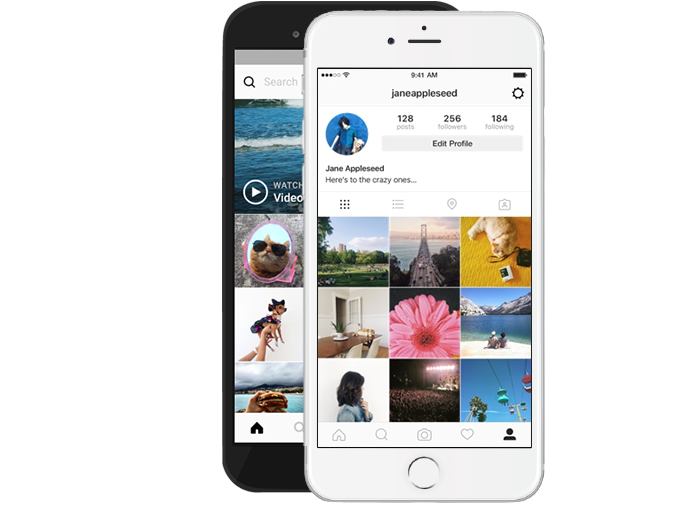 Search
WATCH
Video
9:41 AM
janeappleseed
128
posts
256
followers
184
following
Edit Profile
Jane Appleseed
Here's to the crazy ones...